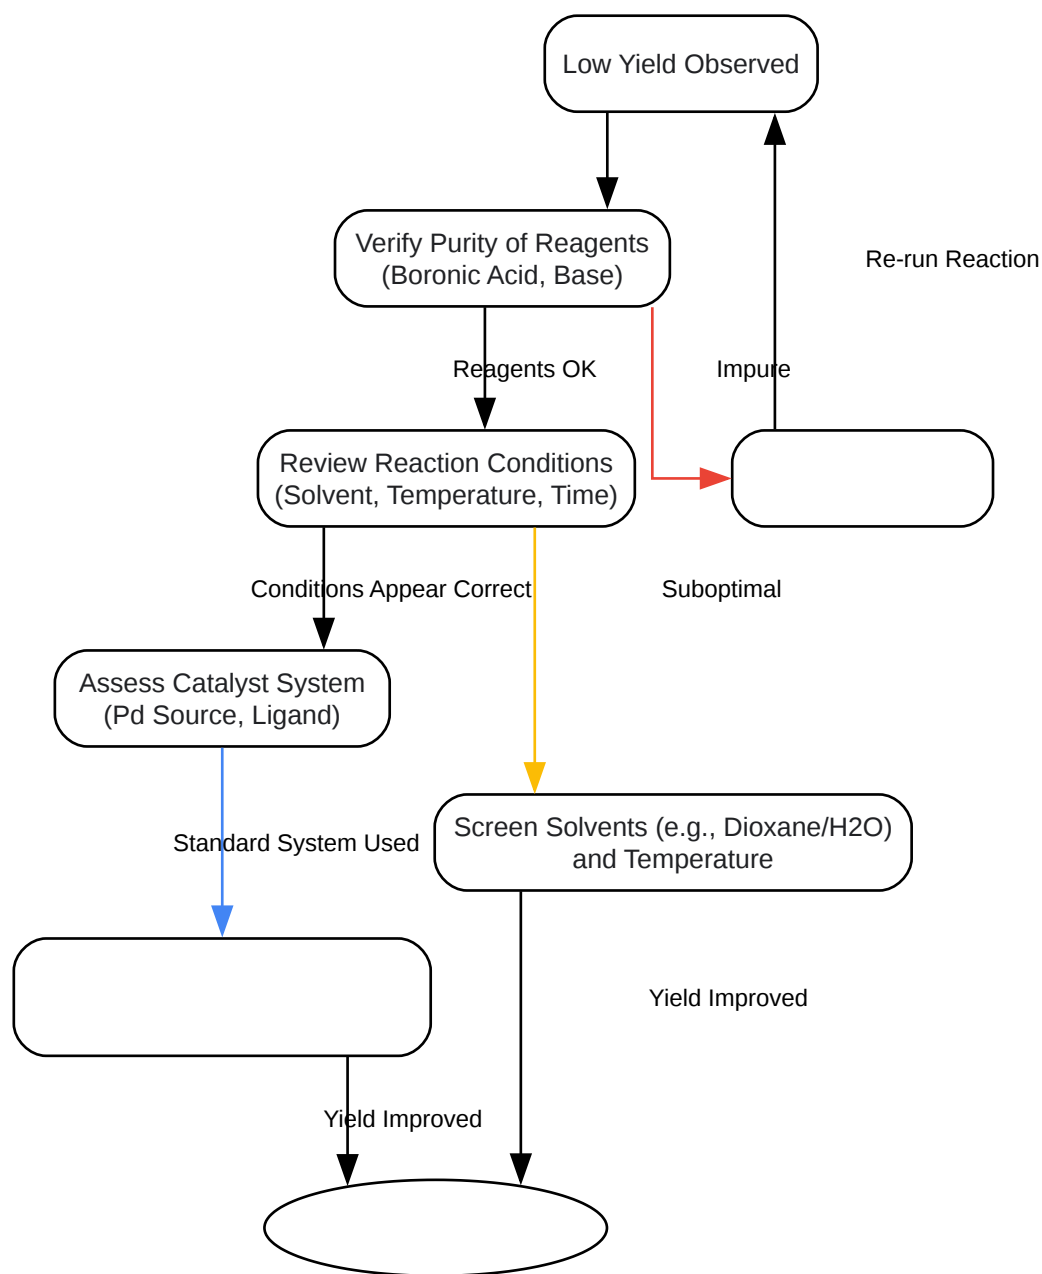 Low Yield Observed
Verify Purity of Reagents
(Boronic Acid, Base)
Re-run Reaction
Reagents OK
Impure
Review Reaction Conditions
(Solvent, Temperature, Time)
Conditions Appear Correct
Suboptimal
Assess Catalyst System
(Pd Source, Ligand)
Standard System Used
Screen Solvents (e.g., Dioxane/H2O)
and Temperature
Yield Improved
Yield Improved